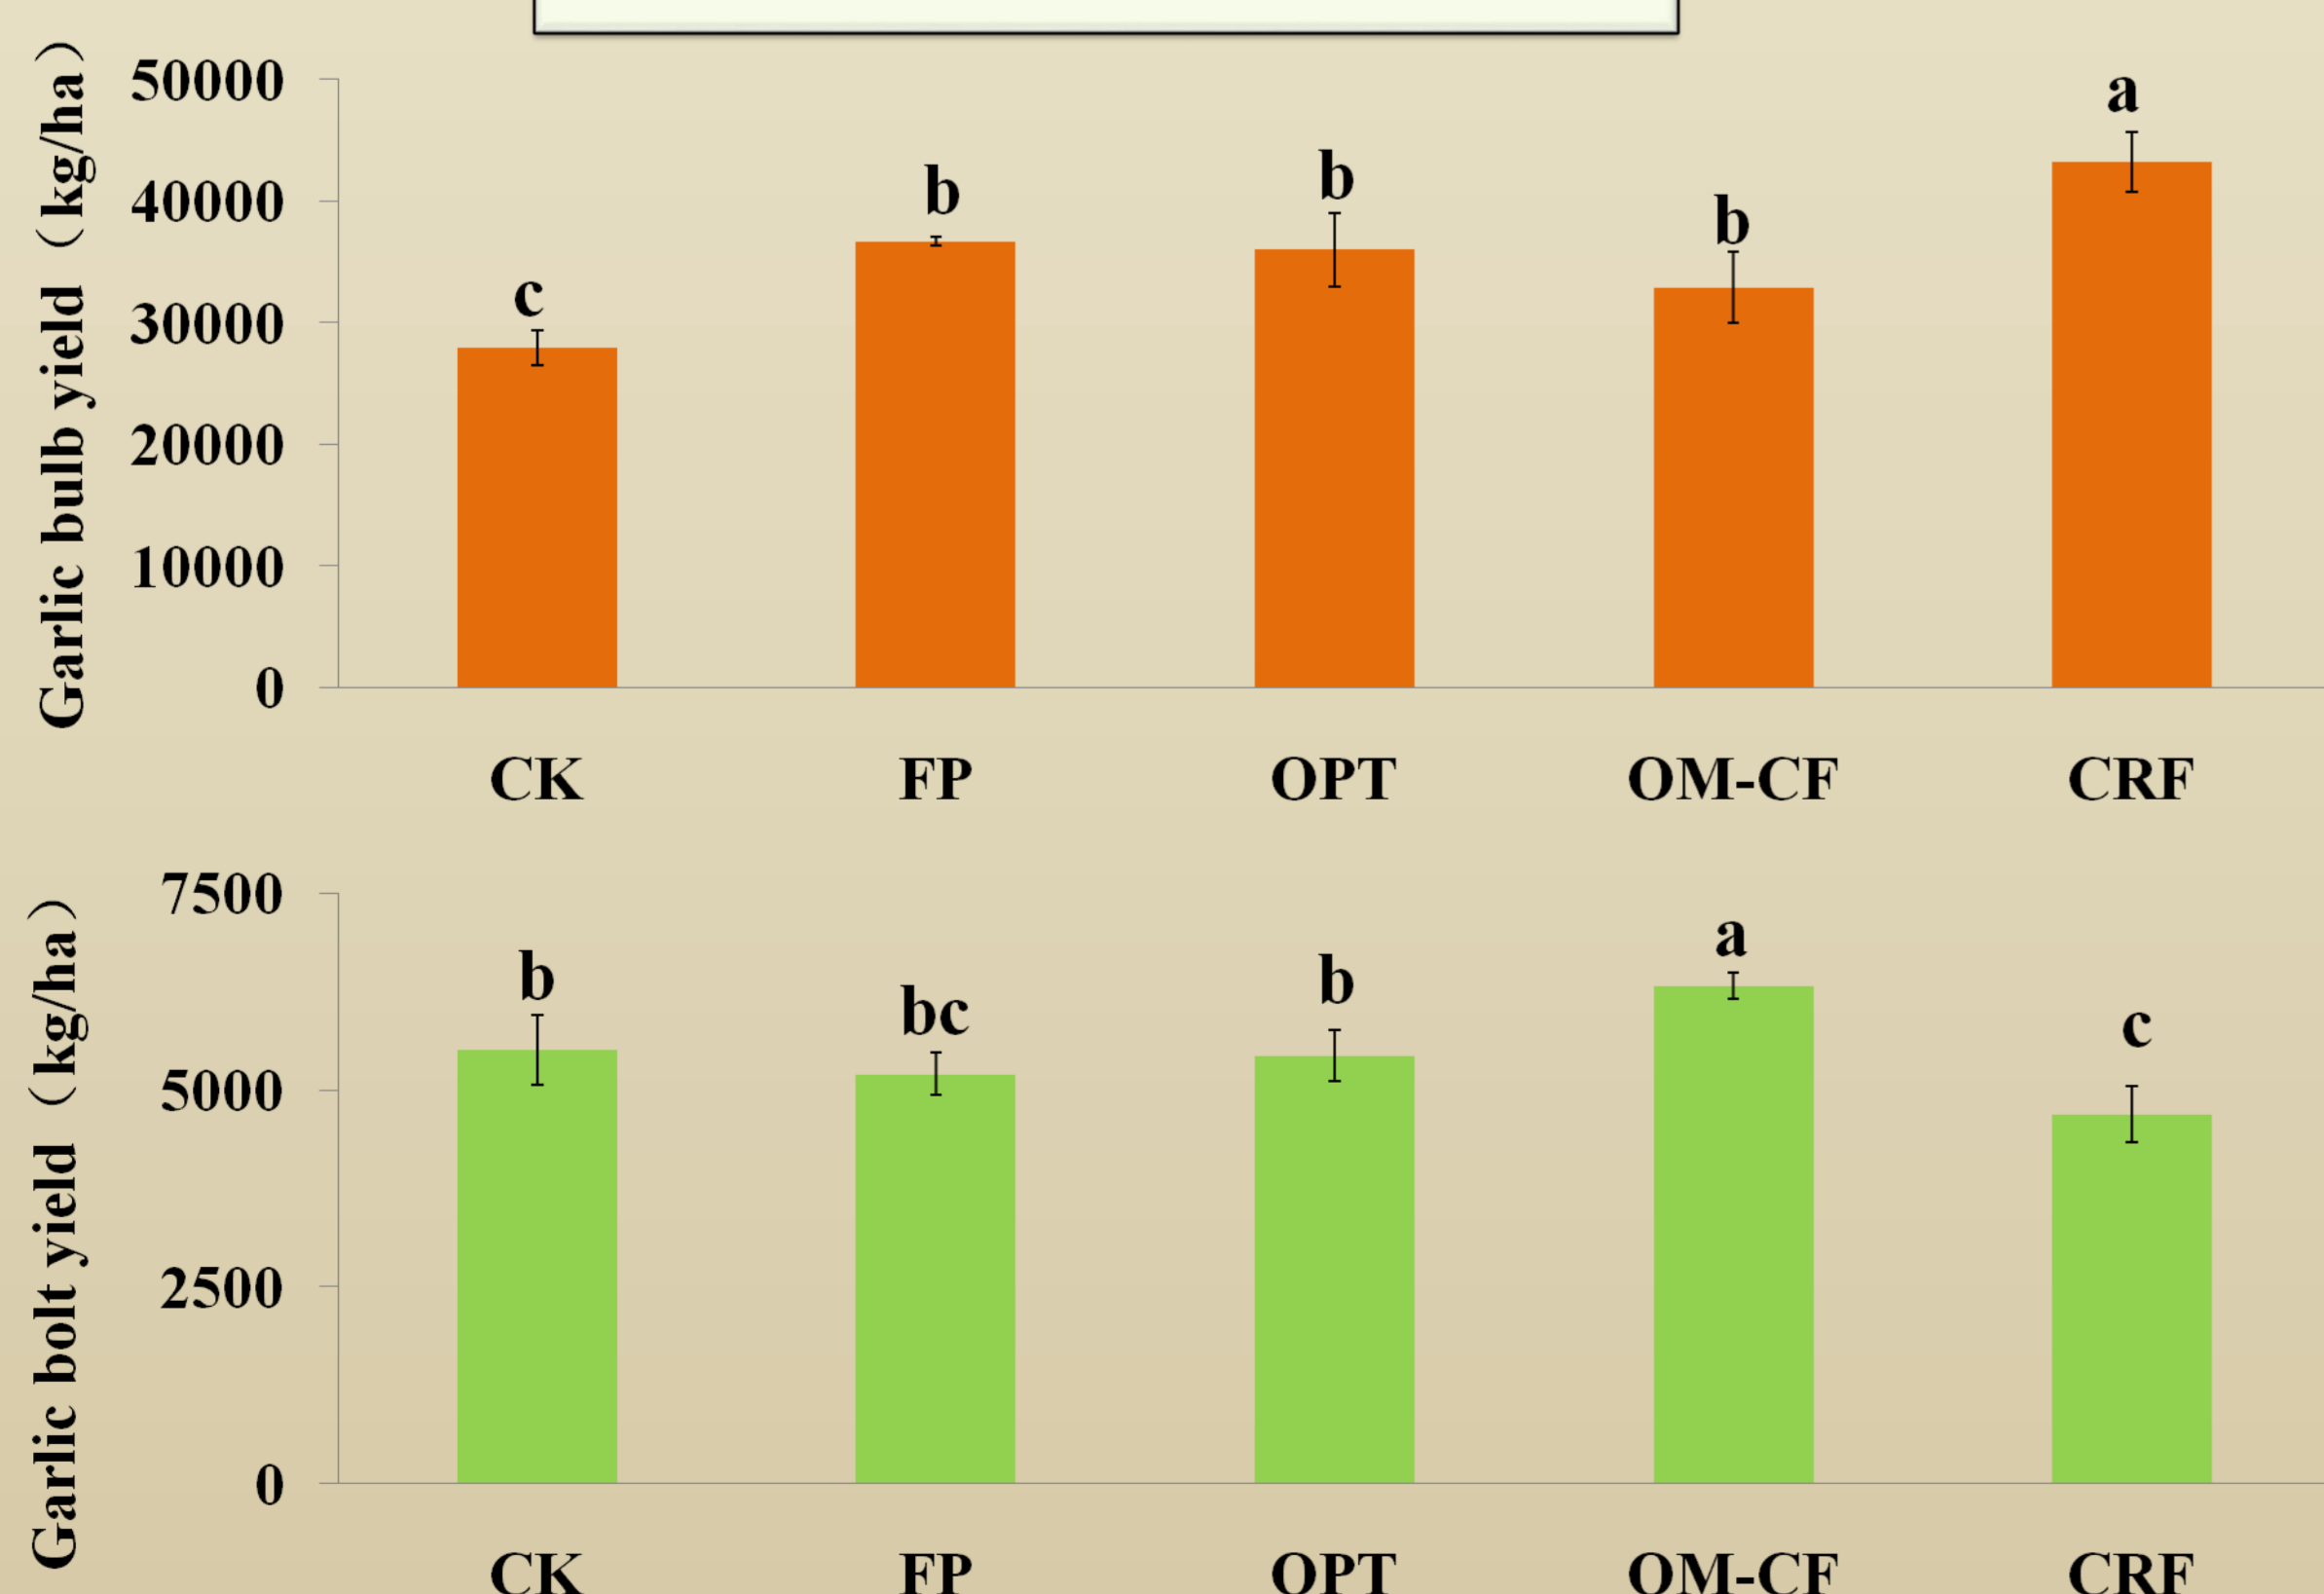 Garlic bulb yield（kg/ha）
50000
40000
30000
20000
10000
0
c
b
b
b
a
CK
FP
OPT
OM-CF
CRF
Garlic bolt yield（kg/ha）
7500
5000
2500
0
b
bc
b
a
c
CK
FP
OPT
OM-CF
CRF